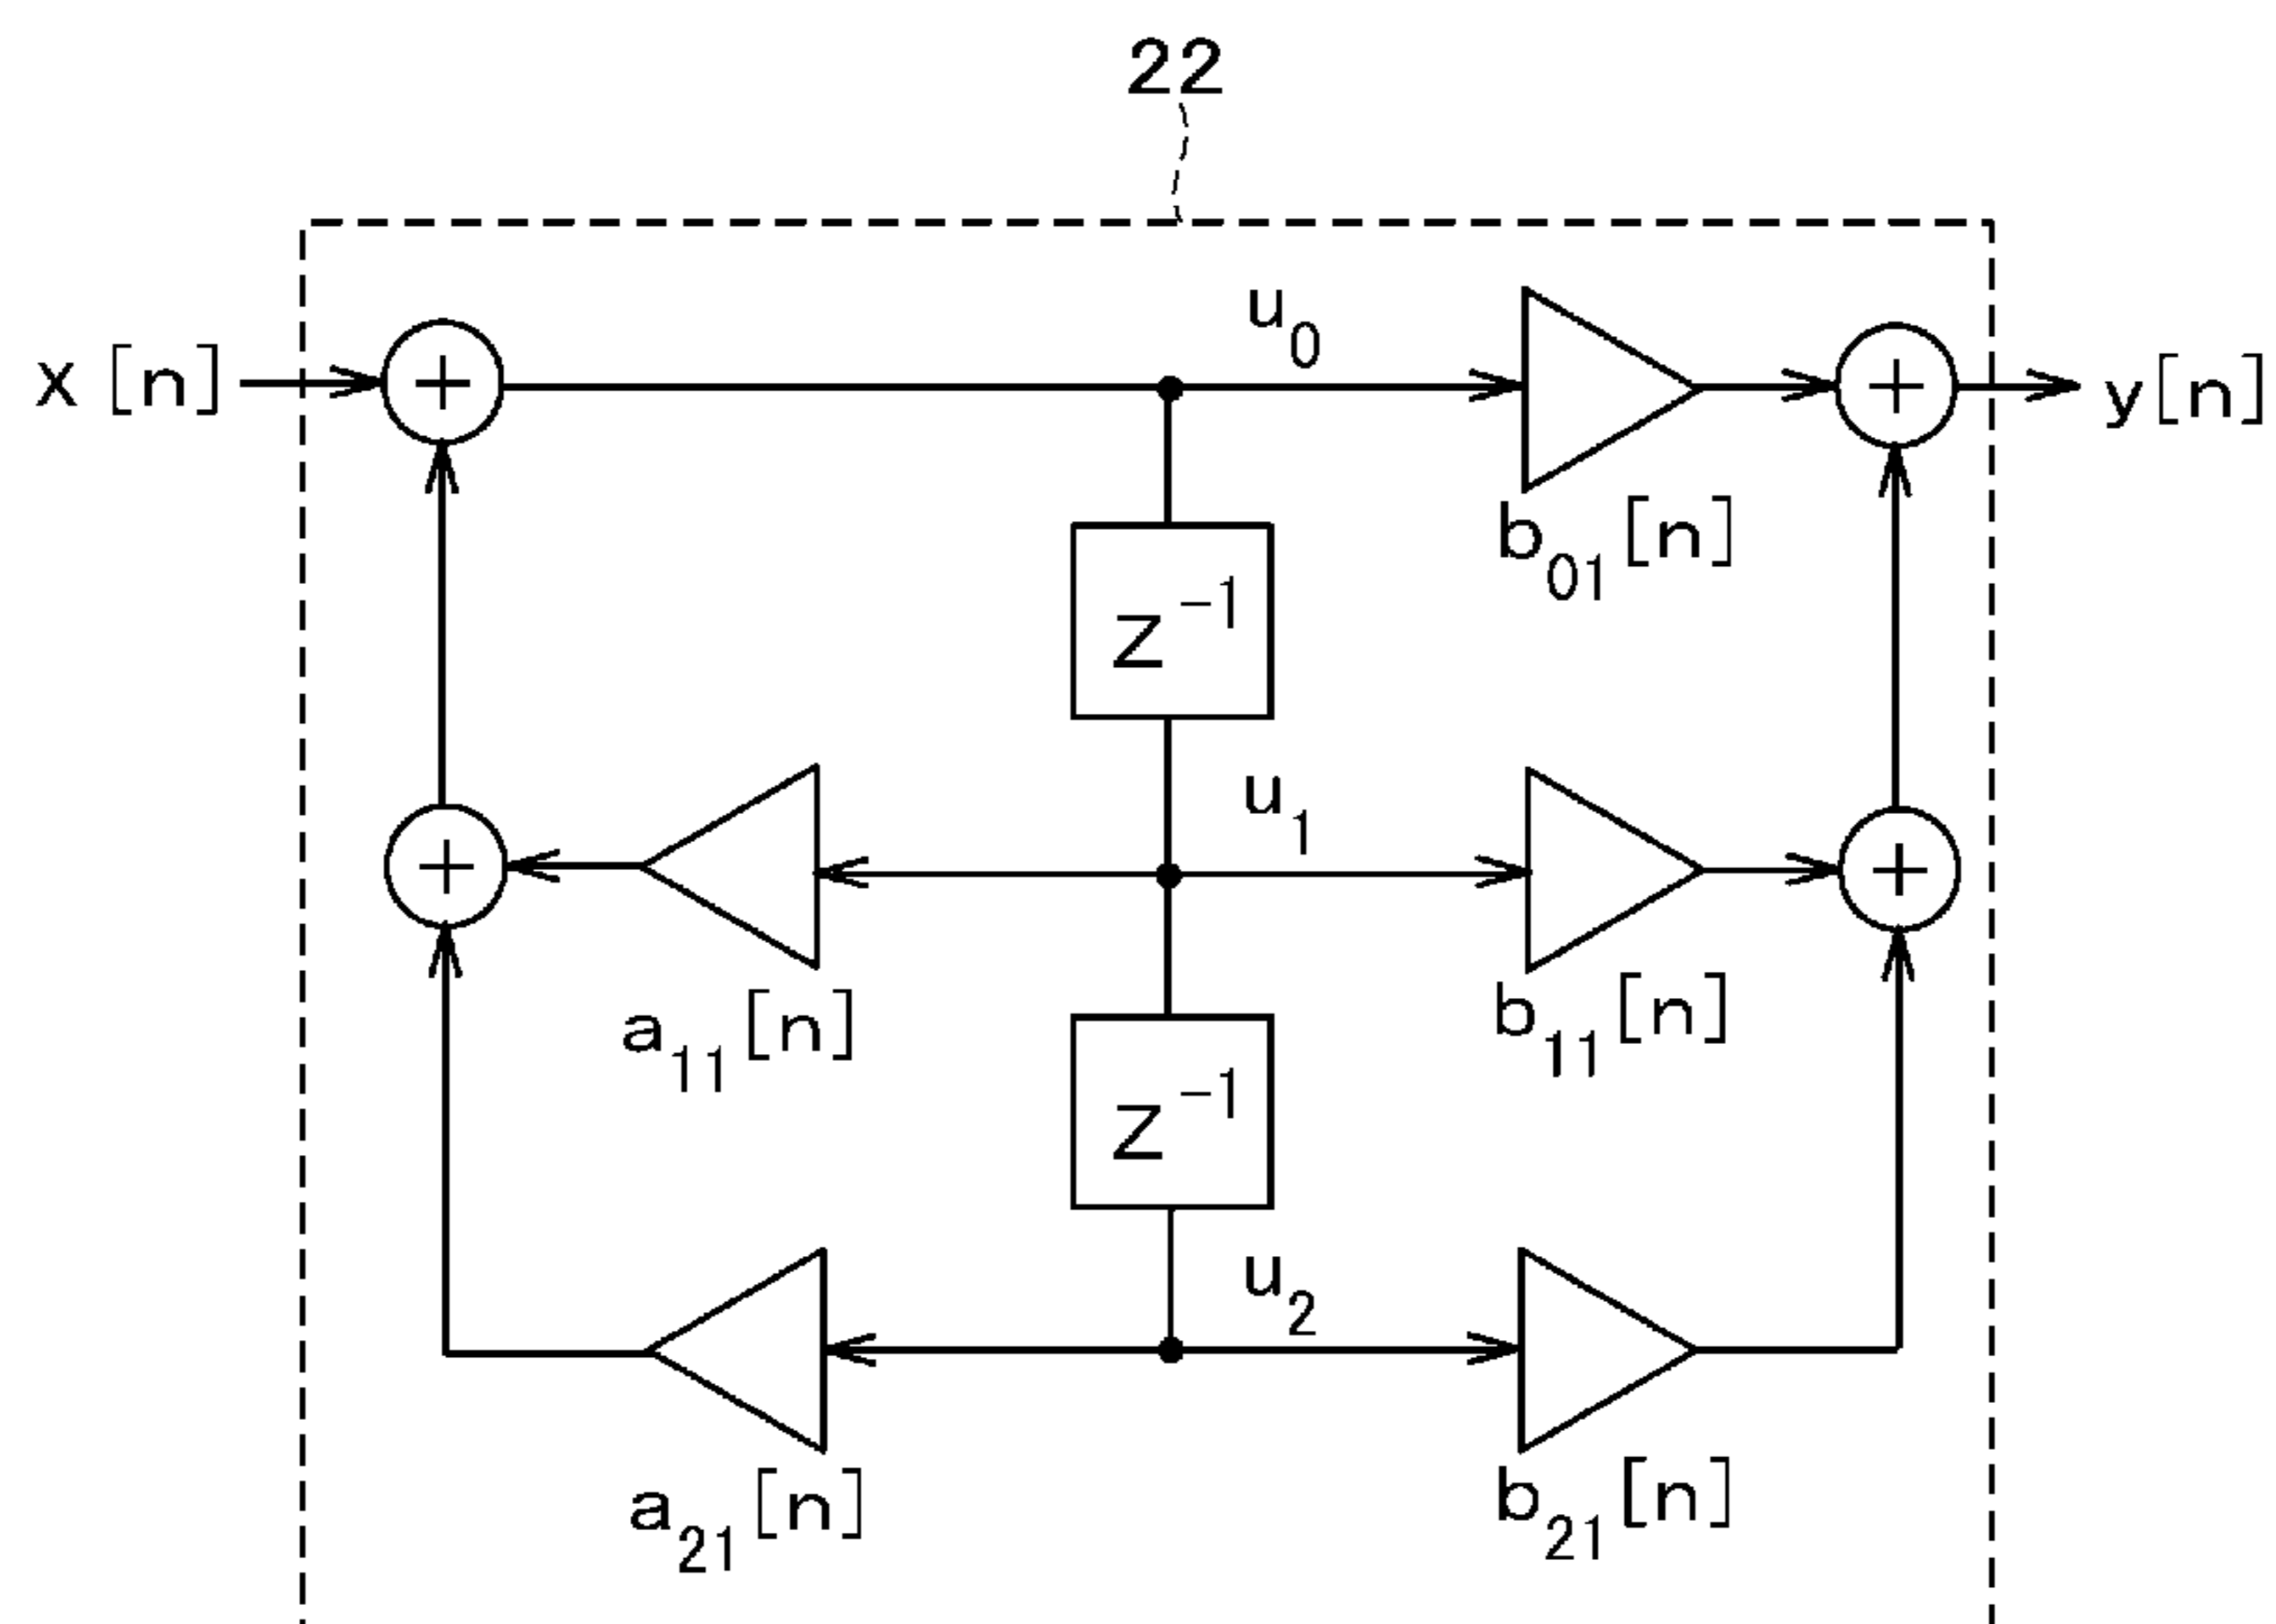 22
x [n]
+
u₀
+
y[n]
b₀₁[n]
z⁻¹
+
u₁
+
a₁₁[n]
b₁₁[n]
z⁻¹
u₂
a₂₁[n]
b₂₁[n]